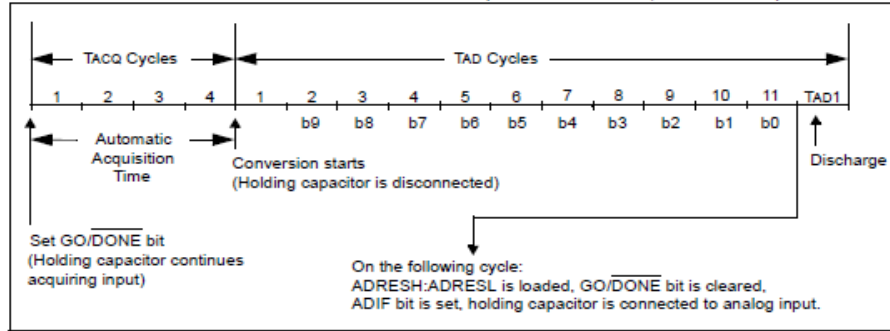 TACQ Cycles
TAD Cycles
1 2 3 4 1 2 3 4 5 6 7 8 9 10 11 TAD1
b9 b8 b7 b6 b5 b4 b3 b2 b1 b0
Automatic
Acquisition
Time
Conversion starts
(Holding capacitor is disconnected)
Discharge
Set GO/DONE bit
(Holding capacitor continues
acquiring input)
On the following cycle:
ADRESH:ADRESL is loaded, GO/DONE bit is cleared,
ADIF bit is set, holding capacitor is connected to analog input.